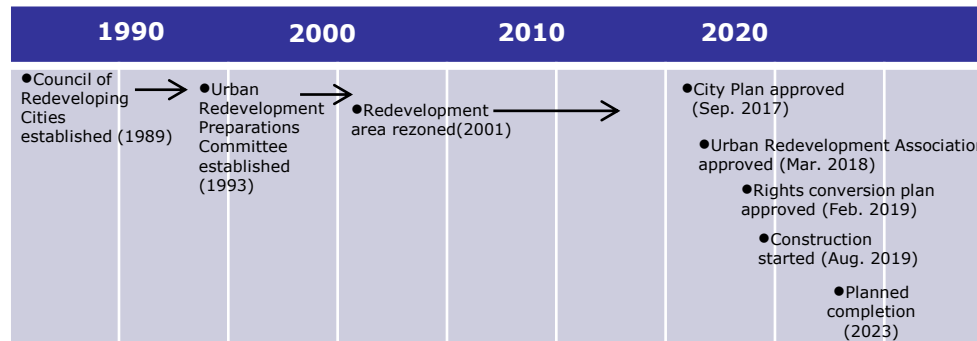 1990 2000 2010 2020
●Council of
Redeveloping
Cities
established (1989)
●Urban
Redevelopment
Preparations
Committee
established
(1993)
●Redevelopment
area rezoned(2001)
●City Plan approved
(Sep. 2017)
●Urban Redevelopment Association
approved (Mar. 2018)
●Rights conversion plan
approved (Feb. 2019)
●Construction
started (Aug. 2019)
●Planned
completion
(2023)